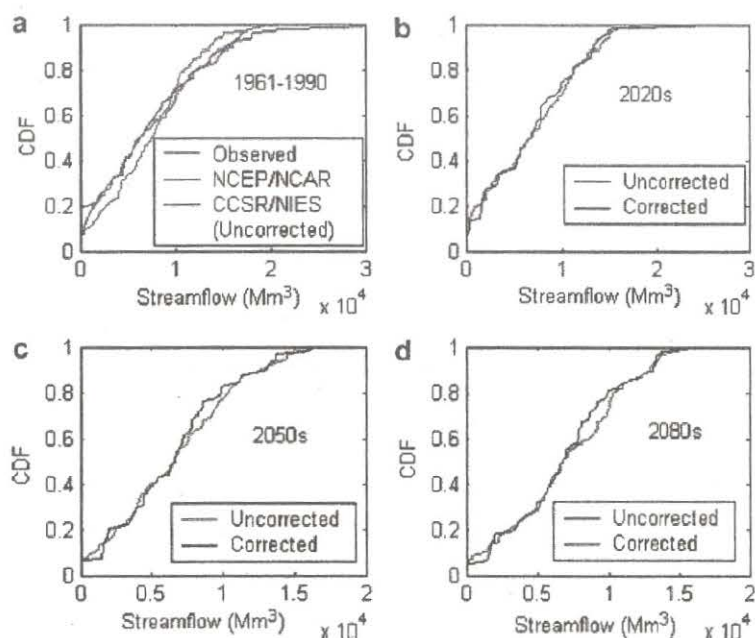 a
1
0.8
0.6
0.4
0.2
0
CDF
1961-1990
Observed
NCEP/NCAR
CCSR/NIES
(Uncorrected)
0
1
2
3
Streamflow (Mm³)
x 10⁴
b
1
0.8
0.6
0.4
0.2
0
CDF
2020s
Uncorrected
Corrected
0
1
2
3
Streamflow (Mm³)
x 10⁴
c
1
0.8
0.6
0.4
0.2
0
CDF
2050s
Uncorrected
Corrected
0
0.5
1
1.5
2
Streamflow (Mm³)
x 10⁴
d
1
0.8
0.6
0.4
0.2
0
CDF
2080s
Uncorrected
Corrected
0
0.5
1
1.5
2
Streamflow (Mm³)
x 10⁴